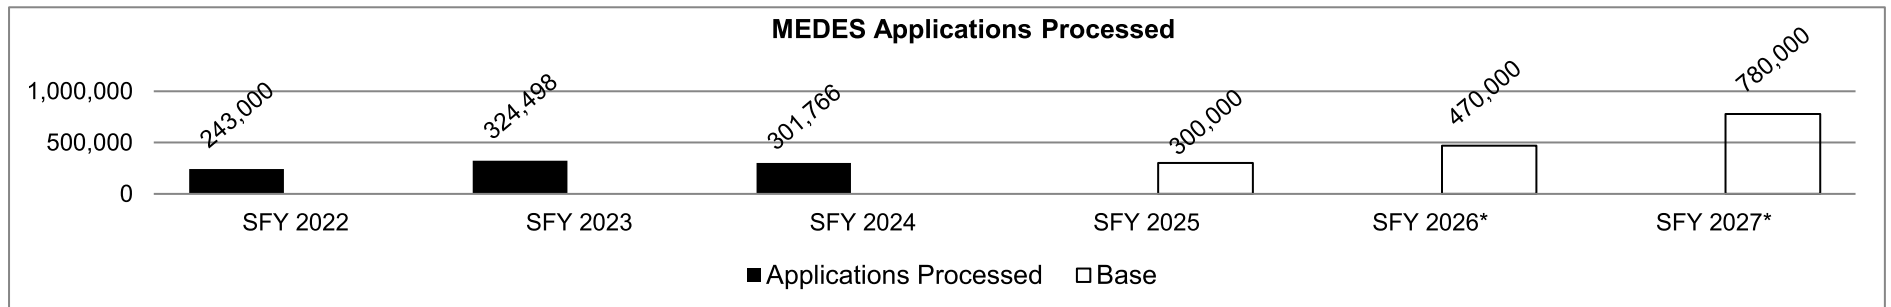 MEDES Applications Processed
1,000,000
500,000
0
243,000
324,498
301,766
300,000
470,000
780,000
SFY 2022
SFY 2023
SFY 2024
SFY 2025
SFY 2026*
SFY 2027*
Applications Processed
Base